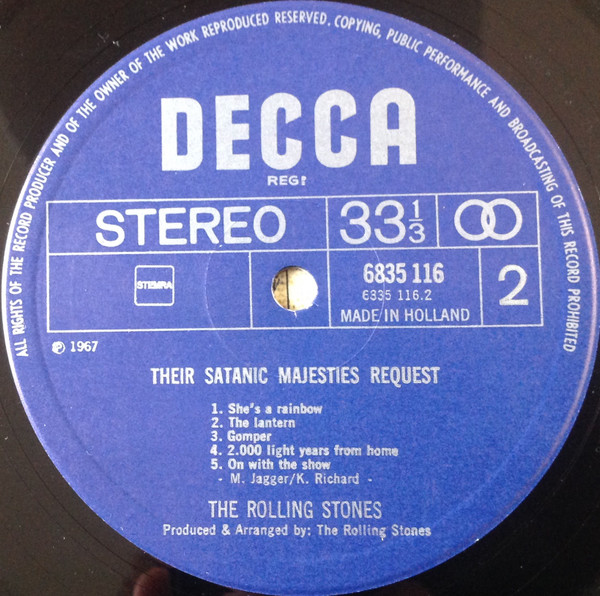 ALL RIGHTS OF THE RECORD PRODUCER AND OF THE OWNER OF THE WORK REPRODUCED RESERVED. COPYING, PUBLIC PERFORMANCE AND BROADCASTING OF THIS RECORD PROHIBITED
DECCA
REGᵈ
STEREO 33⅓
STEMRA 6835 116
6835 116.2
MADE IN HOLLAND 2
℗ 1967
THEIR SATANIC MAJESTIES REQUEST
1. She's a rainbow
2. The lantern
3. Gomper
4. 2.000 light years from home
5. On with the show
- M. Jagger/K. Richard -
THE ROLLING STONES
Produced & Arranged by: The Rolling Stones